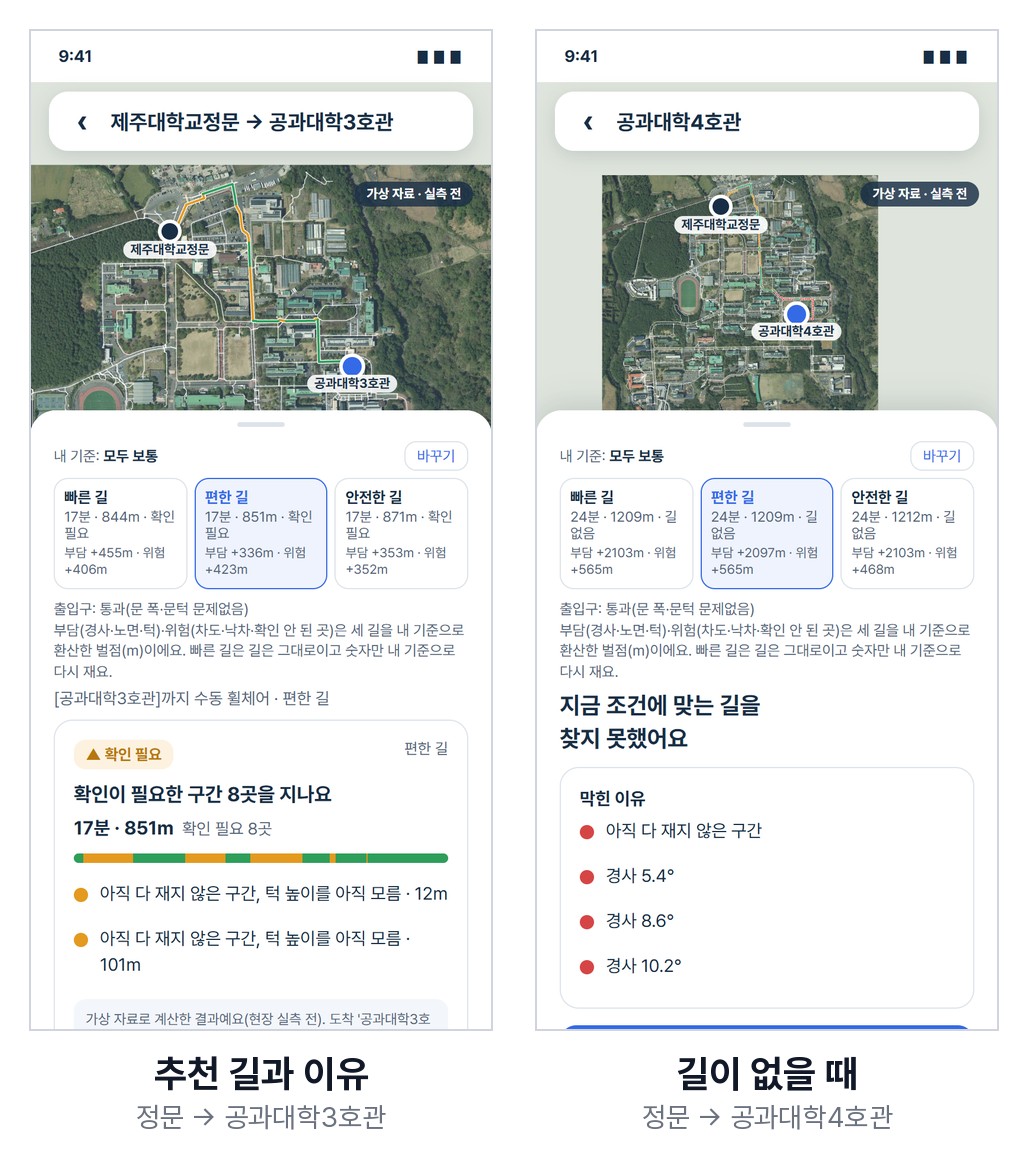 9:41
제주대학교정문 → 공과대학3호관
가상 자료 · 실측 전
제주대학교정문
공과대학3호관
내 기준: 모두 보통
바꾸기
빠른 길
17분 · 844m · 확인
필요
부담 +455m · 위험
+406m
편한 길
17분 · 851m · 확인
필요
부담 +336m · 위험
+423m
안전한 길
17분 · 871m · 확인
필요
부담 +353m · 위험
+352m
출입구: 통과(문 폭·문턱 문제없음)
부담(경사·노면·턱)·위험(차도·낙차·확인 안 된 곳)은 세 길을 내 기준으로
환산한 벌점(m)이에요. 빠른 길은 길은 그대로이고 숫자만 내 기준으로
다시 재요.
[공과대학3호관]까지 수동 휠체어 · 편한 길
▲ 확인 필요
편한 길
확인이 필요한 구간 8곳을 지나요
17분 · 851m 확인 필요 8곳
아직 다 재지 않은 구간, 턱 높이를 아직 모름 · 12m
아직 다 재지 않은 구간, 턱 높이를 아직 모름 ·
101m
가상 자료로 계산한 결과예요(현장 실측 전). 도착 '공과대학3호
추천 길과 이유
정문 → 공과대학3호관
9:41
공과대학4호관
가상 자료 · 실측 전
제주대학교정문
공과대학4호관
내 기준: 모두 보통
바꾸기
빠른 길
24분 · 1209m · 길
없음
부담 +2103m · 위험
+565m
편한 길
24분 · 1209m · 길
없음
부담 +2097m · 위험
+565m
안전한 길
24분 · 1212m · 길
없음
부담 +2103m · 위험
+468m
출입구: 통과(문 폭·문턱 문제없음)
부담(경사·노면·턱)·위험(차도·낙차·확인 안 된 곳)은 세 길을 내 기준으로
환산한 벌점(m)이에요. 빠른 길은 길은 그대로이고 숫자만 내 기준으로
다시 재요.
지금 조건에 맞는 길을
찾지 못했어요
막힌 이유
아직 다 재지 않은 구간
경사 5.4°
경사 8.6°
경사 10.2°
길이 없을 때
정문 → 공과대학4호관